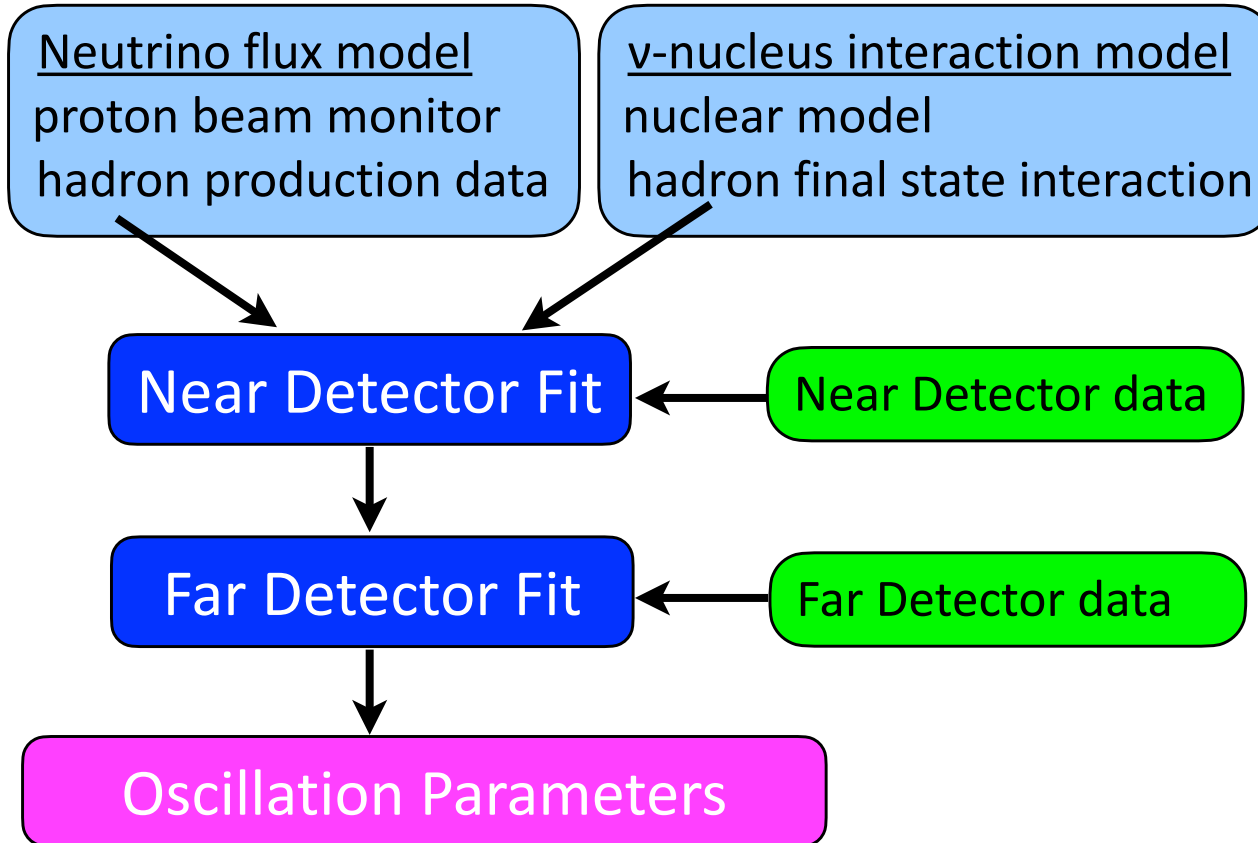 Neutrino flux model
proton beam monitor
hadron production data
ν-nucleus interaction model
nuclear model
hadron final state interaction
Near Detector Fit
Near Detector data
Far Detector Fit
Far Detector data
Oscillation Parameters